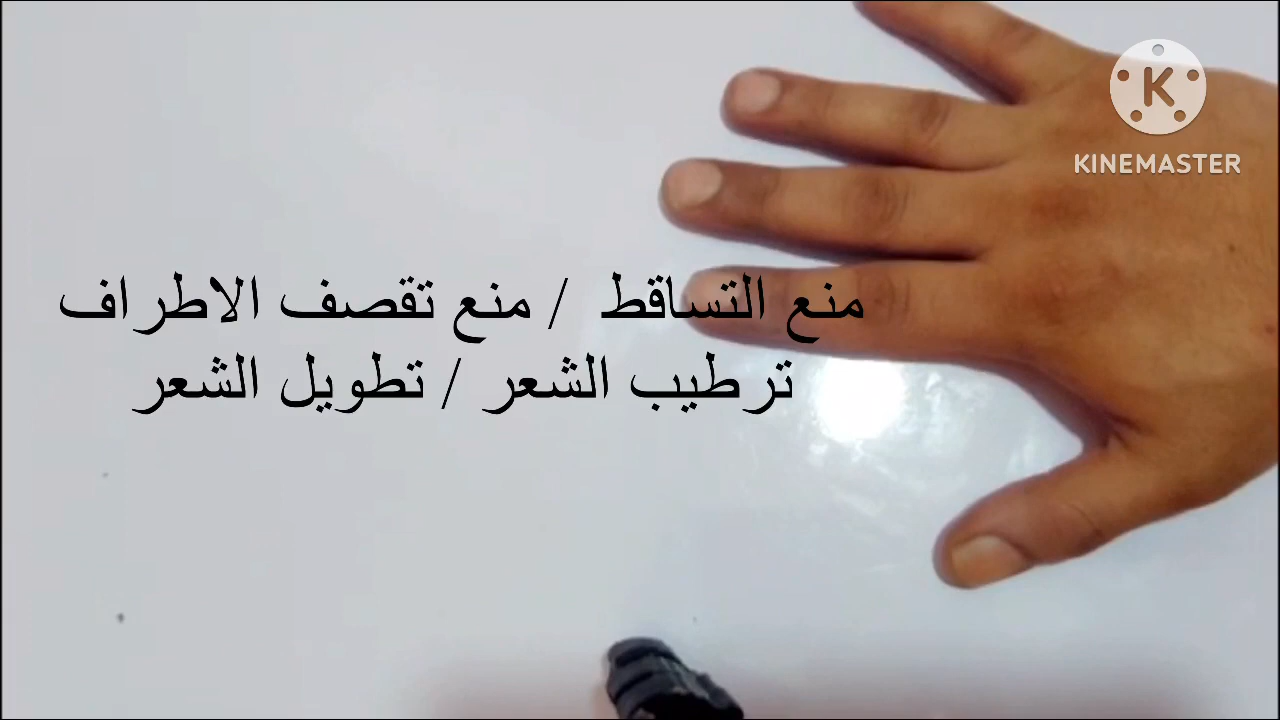 منع التساقط / منع تقصف الاطراف
ترطيب الشعر / تطويل الشعر
KINEMASTER